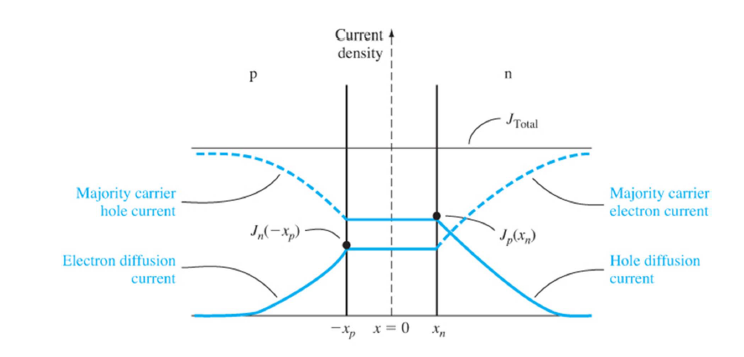 Current
density
p
n
J_Total
Majority carrier
hole current
Majority carrier
electron current
J_n(−x_p)
J_p(x_n)
Electron diffusion
current
Hole diffusion
current
−x_p
x = 0
x_n